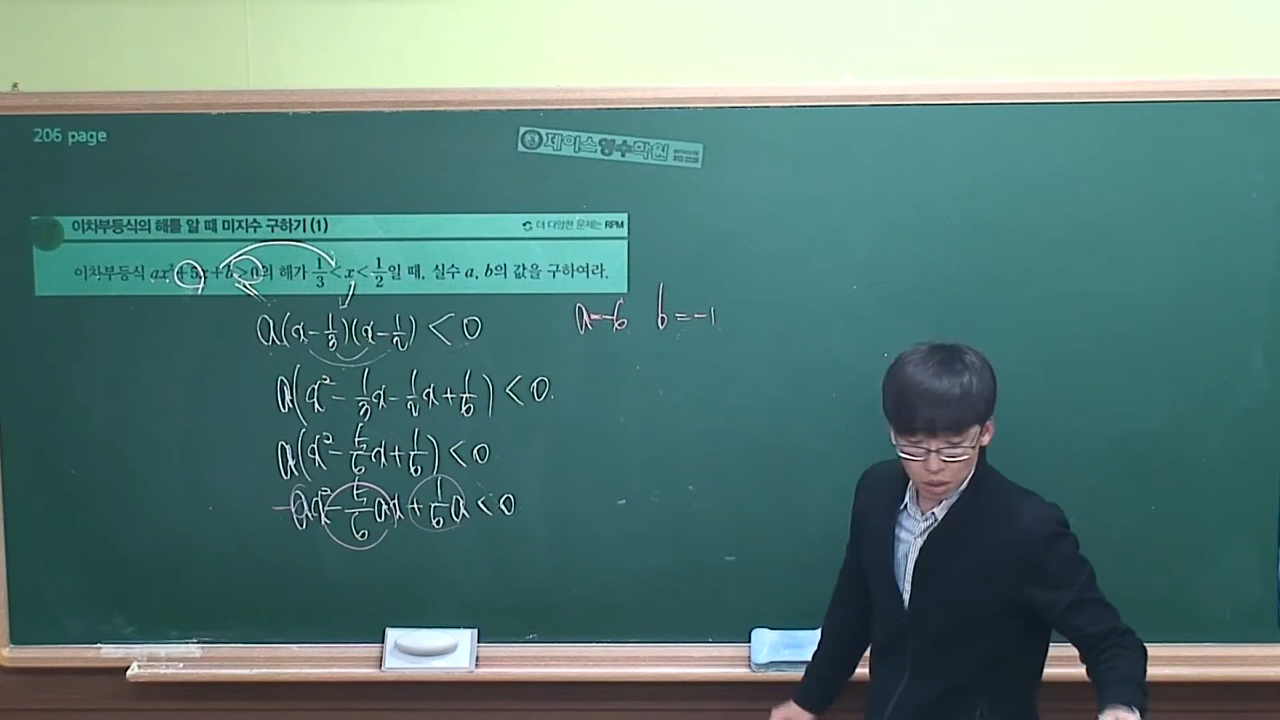 206 page
제이스영수학원
이차부등식의 해를 알 때 미지수 구하기 (1)
더 다양한 문제는 RPM
이차부등식 ax²+5x+b>0의 해가 1/3<x<1/2일 때, 실수 a, b의 값을 구하여라.
a(x-1/3)(x-1/2)<0
a=-6 b=-1
a(x²-1/3x-1/2x+1/6)<0.
a(x²-5/6x+1/6)<0
ax²-5/6ax+1/6a<0